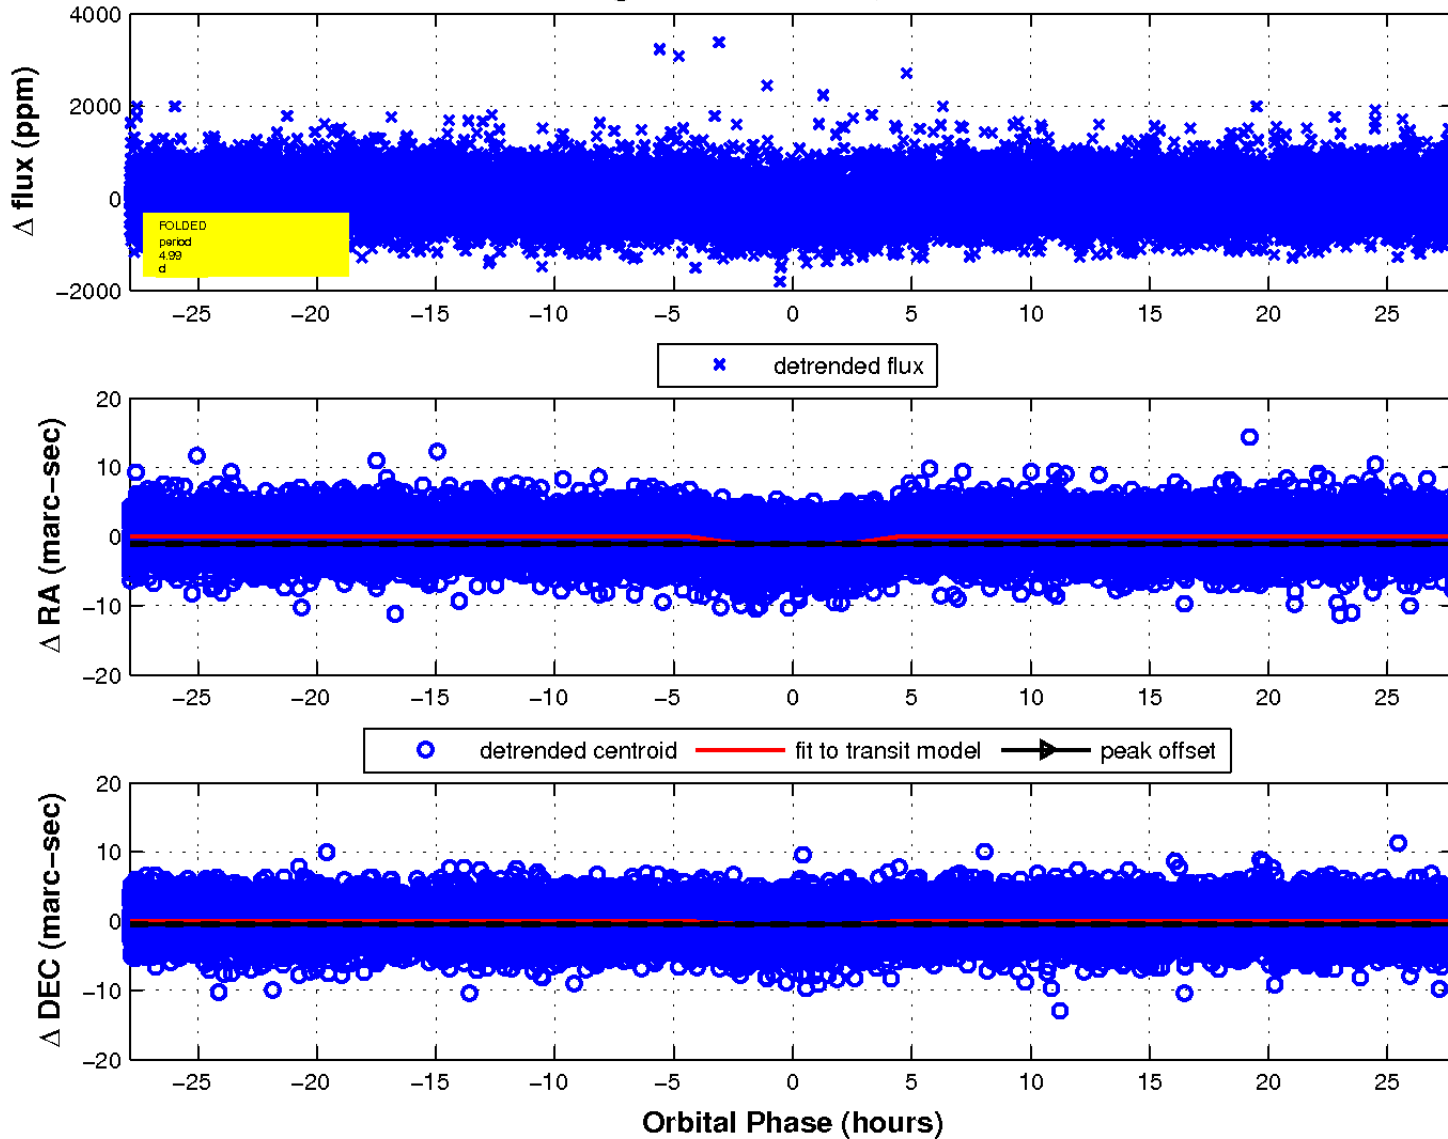 4000
2000
0
−2000
Δ flux (ppm)
FOLDED
period
4.99
d
−25 −20 −15 −10 −5 0 5 10 15 20 25
detrended flux
20
10
0
−10
−20
Δ RA (marc−sec)
−25 −20 −15 −10 −5 0 5 10 15 20 25
detrended centroid fit to transit model peak offset
20
10
0
−10
−20
Δ DEC (marc−sec)
−25 −20 −15 −10 −5 0 5 10 15 20 25
Orbital Phase (hours)